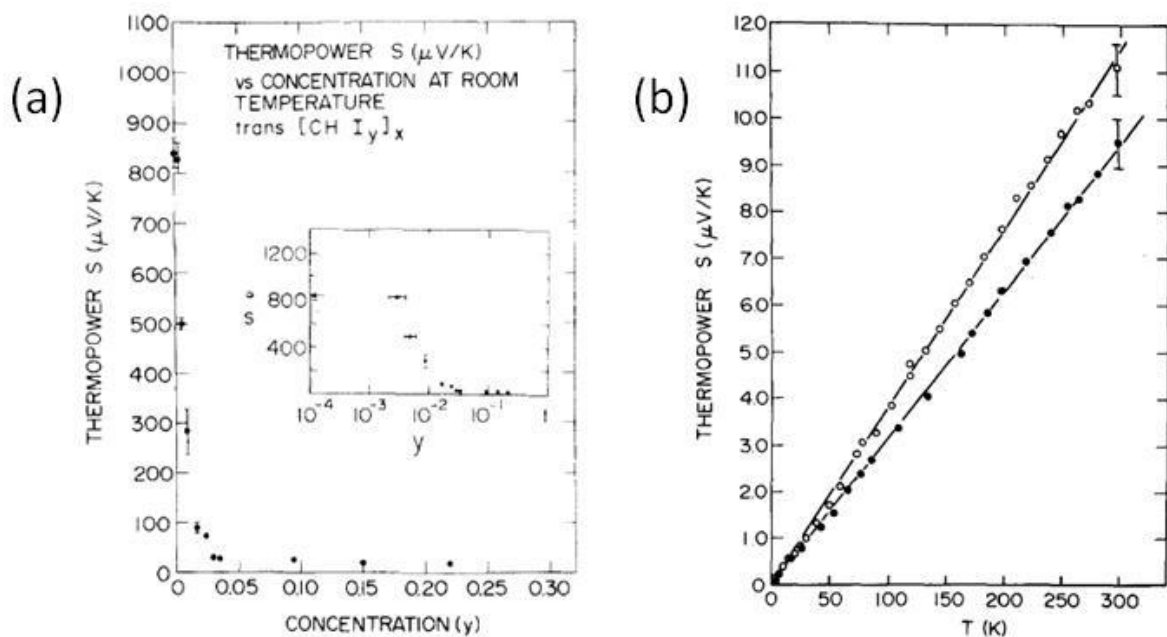 (a)
THERMOPOWER S (μV/K)
1100
1000
900
800
700
600
500
400
300
200
100
0
THERMOPOWER S (μV/K)
vs CONCENTRATION AT ROOM
TEMPERATURE
trans [CH I_y]_x
S
1200
800
400
10⁻⁴ 10⁻³ 10⁻² 10⁻¹ 1
y
0 0.05 0.10 0.15 0.20 0.25 0.30
CONCENTRATION (y)
(b)
THERMOPOWER S (μV/K)
12.0
11.0
10.0
9.0
8.0
7.0
6.0
5.0
4.0
3.0
2.0
1.0
0 50 100 150 200 250 300
T (K)